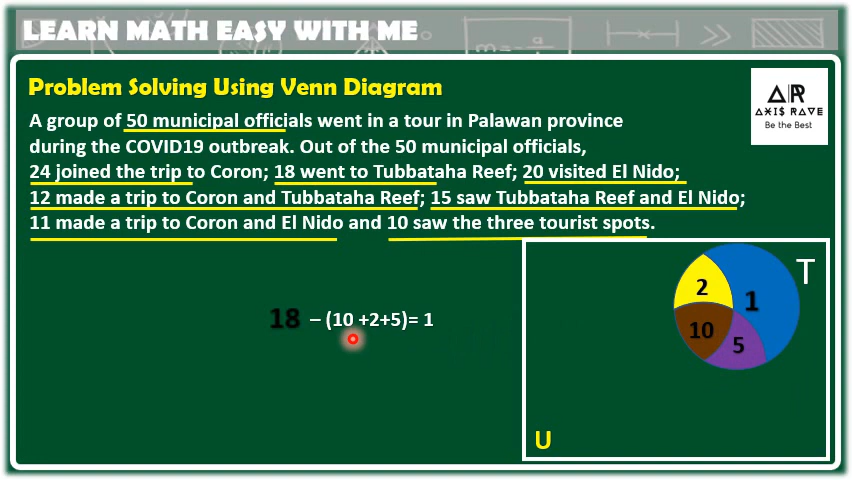 LEARN MATH EASY WITH ME
Problem Solving Using Venn Diagram
A group of 50 municipal officials went in a tour in Palawan province
during the COVID19 outbreak. Out of the 50 municipal officials,
24 joined the trip to Coron; 18 went to Tubbataha Reef; 20 visited El Nido;
12 made a trip to Coron and Tubbataha Reef; 15 saw Tubbataha Reef and El Nido;
11 made a trip to Coron and El Nido and 10 saw the three tourist spots.
AXIS RAVE
Be the Best
18 – (10 +2+5)= 1
T
2
1
10
5
U